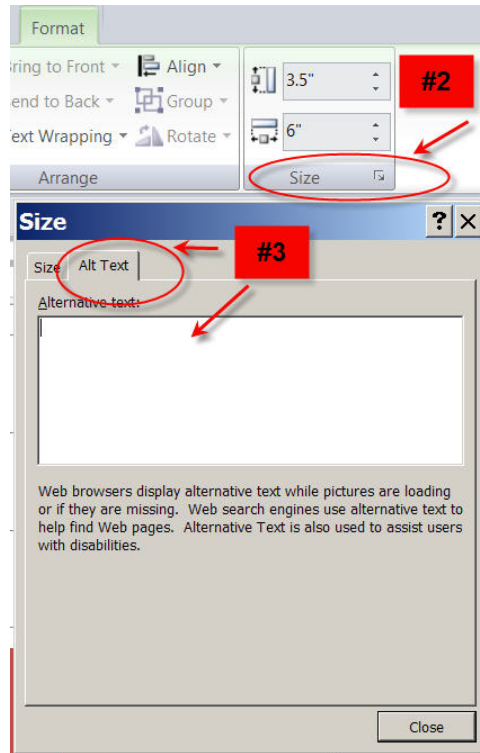 Format
ring to Front
Align
3.5"
#2
end to Back
Group
ext Wrapping
Rotate
6"
Arrange
Size
Size
? ×
#3
Size
Alt Text
Alternative text:
Web browsers display alternative text while pictures are loading
or if they are missing. Web search engines use alternative text to
help find Web pages. Alternative Text is also used to assist users
with disabilities.
Close